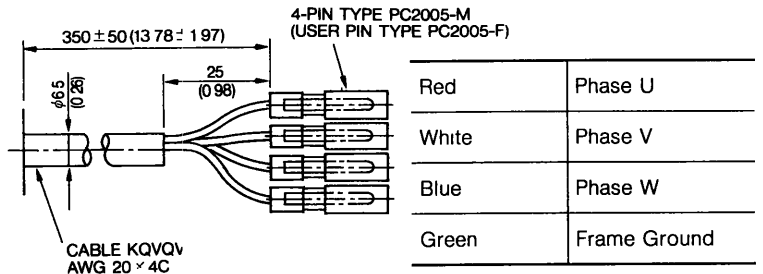 4-PIN TYPE PC2005-M
(USER PIN TYPE PC2005-F)
350 ± 50 (13 78 ± 1 97)
25
(0 98)
φ6 5
(0 26)
CABLE KQVQV
AWG 20 × 4C
Red Phase U
White Phase V
Blue Phase W
Green Frame Ground